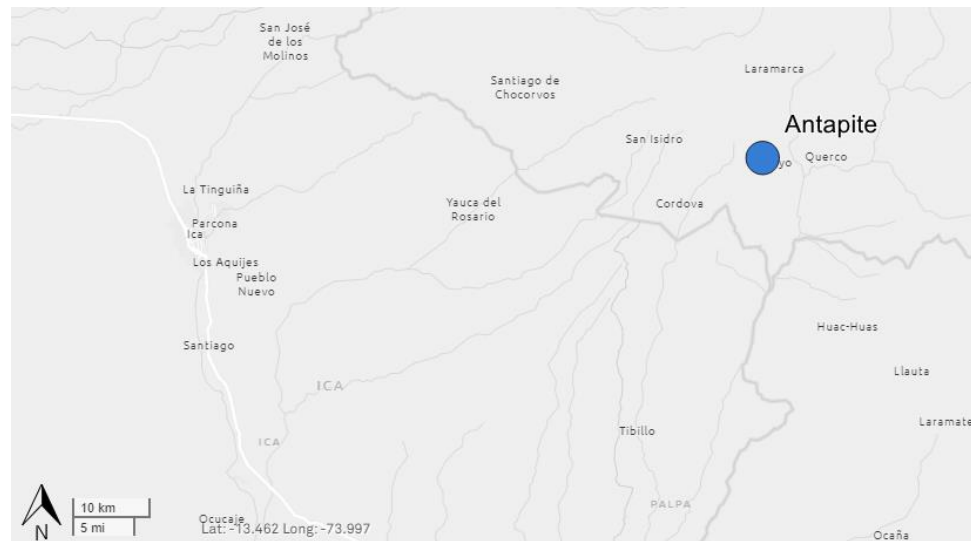 San José
de los
Molinos
Laramarca
Santiago de
Chocorvos
Antapite
San Isidro
yo
Querco
La Tinguiña
Yauca del
Rosario
Cordova
Parcona
Ica
Los Aquijes
Pueblo
Nuevo
Huac-Huas
Santiago
Llauta
ICA
Laramate
Tibillo
ICA
PALPA
10 km
5 mi
N
Ocucaje
Lat: -13.462 Long: -73.997
Ocaña